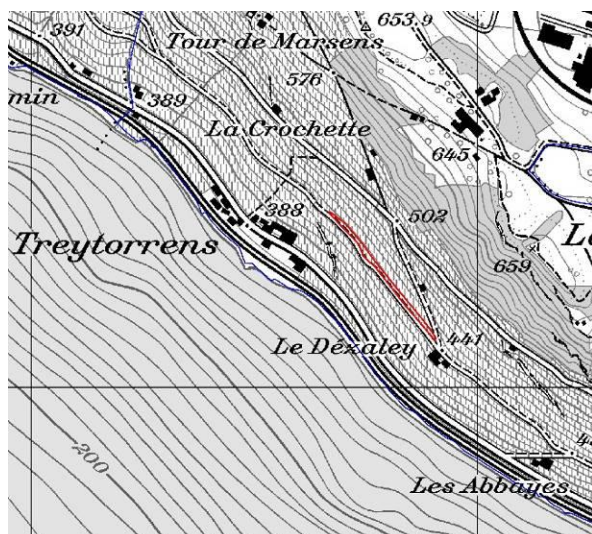 391
Tour de Marsens
653.9
576
min
389
La Crochette
645
388
502
Treytorrens
659
Le Dézaley
441
200
Les Abbayes